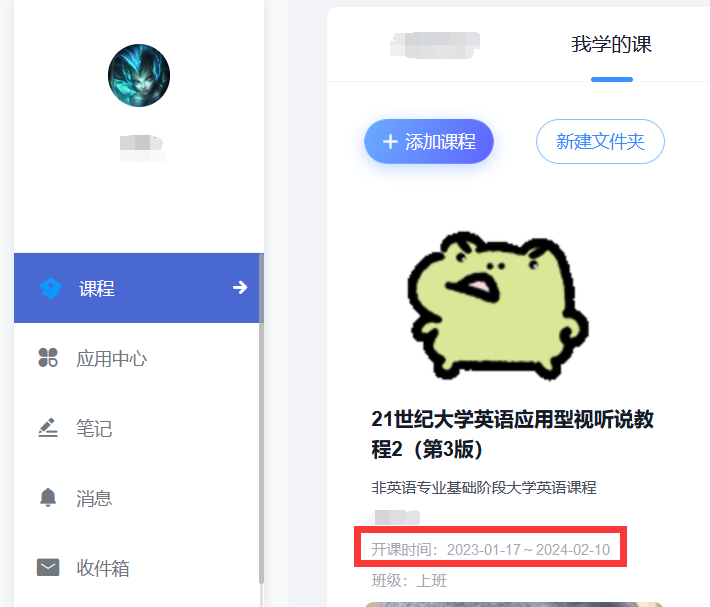 我学的课
+ 添加课程
新建文件夹
课程
应用中心
笔记
消息
收件箱
21世纪大学英语应用型视听说教
程2（第3版）
非英语专业基础阶段大学英语课程
开课时间：2023-01-17～2024-02-10
班级：上班